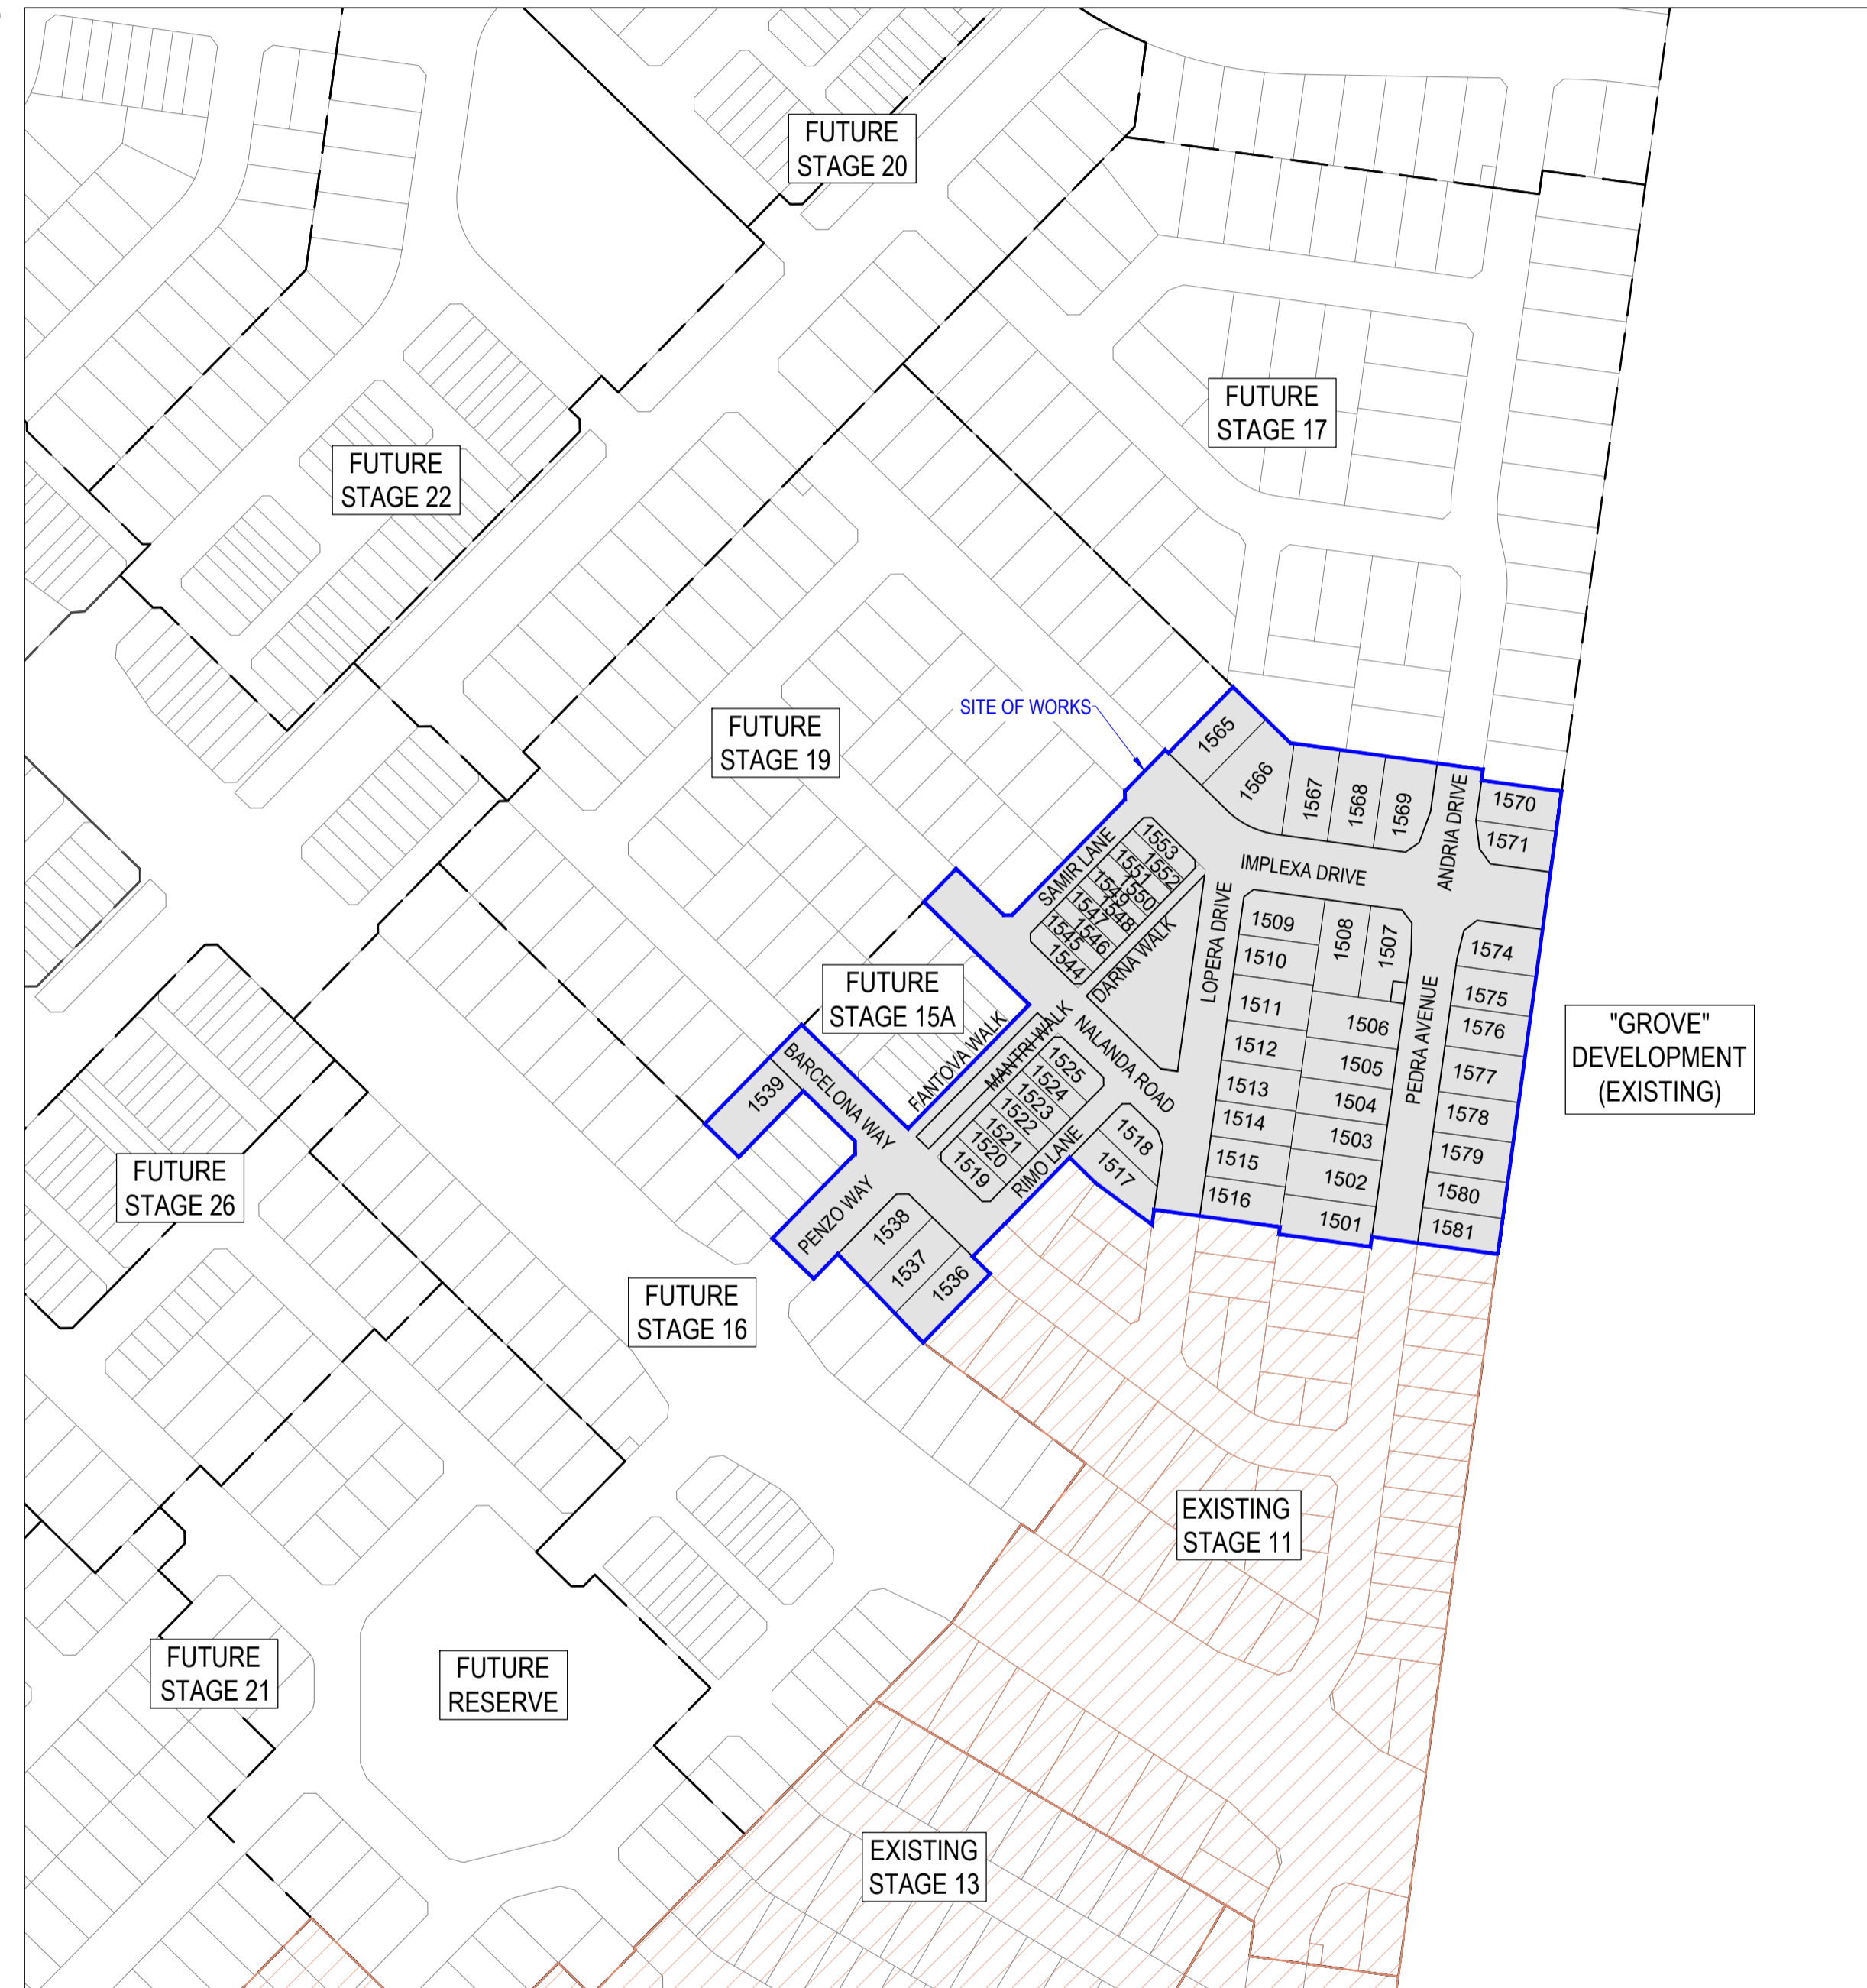 FUTURE
STAGE 20
FUTURE
STAGE 17
FUTURE
STAGE 22
SITE OF WORKS
FUTURE
STAGE 19
1565
1566
1567
1568
1569
ANDRIA DRIVE
1570
1571
SAMIR LANE
1553
1552
1551
1550
1549
1548
1547
1546
1545
1544
DARNA WALK
IMPLEXA DRIVE
LOPERA DRIVE
1509
1508
1507
1510
1511
1506
1512
1505
1513
1504
1514
1503
1515
1502
1516
1501
PEDRA AVENUE
1574
1575
1576
1577
1578
1579
1580
1581
"GROVE"
DEVELOPMENT
(EXISTING)
FUTURE
STAGE 15A
FANTOVA WALK
MANTRI WALK
NALANDA ROAD
BARCELONA WAY
1539
1525
1524
1523
1522
1521
1520
1519
RIMO LANE
1518
1517
PENZO WAY
1538
1537
1536
FUTURE
STAGE 26
FUTURE
STAGE 16
EXISTING
STAGE 11
FUTURE
STAGE 21
FUTURE
RESERVE
EXISTING
STAGE 13